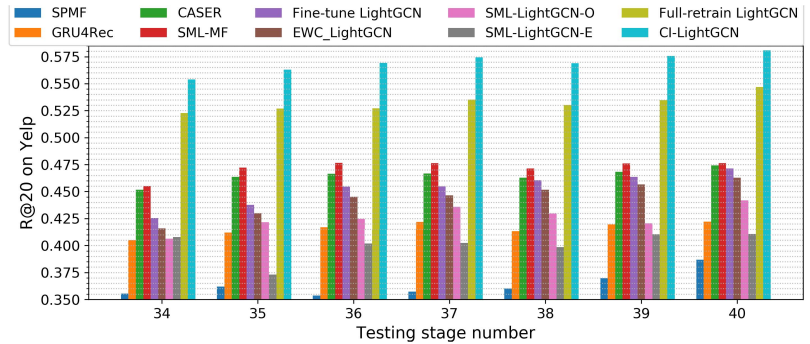 SPMF CASER Fine-tune LightGCN SML-LightGCN-O Full-retrain LightGCN
GRU4Rec SML-MF EWC_LightGCN SML-LightGCN-E CI-LightGCN
R@20 on Yelp
0.575
0.550
0.525
0.500
0.475
0.450
0.425
0.400
0.375
0.350
34 35 36 37 38 39 40
Testing stage number